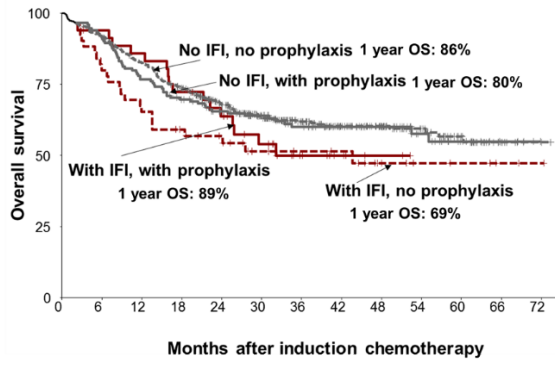 100
75
50
25
0
Overall survival
No IFI, no prophylaxis 1 year OS: 86%
No IFI, with prophylaxis 1 year OS: 80%
With IFI, with prophylaxis
1 year OS: 89%
With IFI, no prophylaxis
1 year OS: 69%
0 6 12 18 24 30 36 42 48 54 60 66 72
Months after induction chemotherapy